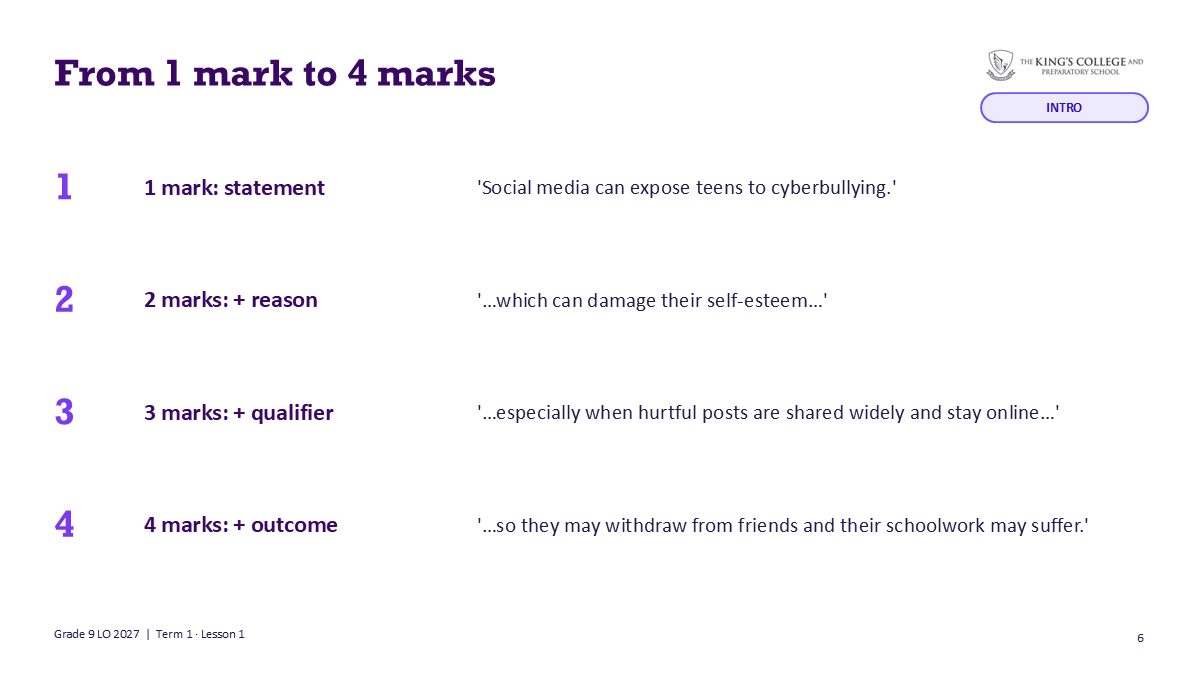 From 1 mark to 4 marks
THE KING'S COLLEGE AND
PREPARATORY SCHOOL
INTRO
1
1 mark: statement
'Social media can expose teens to cyberbullying.'
2
2 marks: + reason
'...which can damage their self-esteem...'
3
3 marks: + qualifier
'...especially when hurtful posts are shared widely and stay online...'
4
4 marks: + outcome
'...so they may withdraw from friends and their schoolwork may suffer.'
Grade 9 LO 2027 | Term 1 · Lesson 1
6